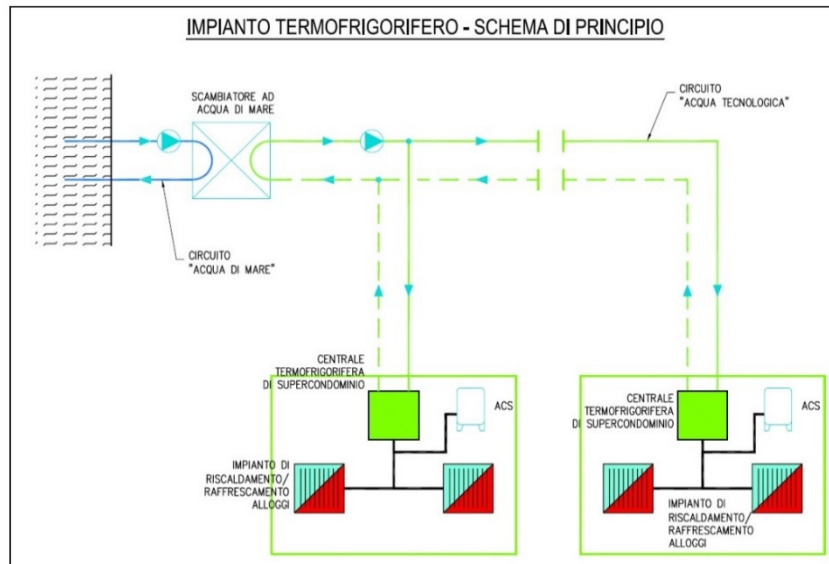 IMPIANTO TERMOFRIGORIFERO - SCHEMA DI PRINCIPIO
SCAMBIATORE AD
ACQUA DI MARE
CIRCUITO
"ACQUA TECNOLOGICA"
CIRCUITO
"ACQUA DI MARE"
CENTRALE
TERMOFRIGORIFERA
DI SUPERCONDOMINIO
ACS
IMPIANTO DI
RISCALDAMENTO/
RAFFRESCAMENTO
ALLOGGI
CENTRALE
TERMOFRIGORIFERA
DI SUPERCONDOMINIO
ACS
IMPIANTO DI
RISCALDAMENTO/
RAFFRESCAMENTO
ALLOGGI